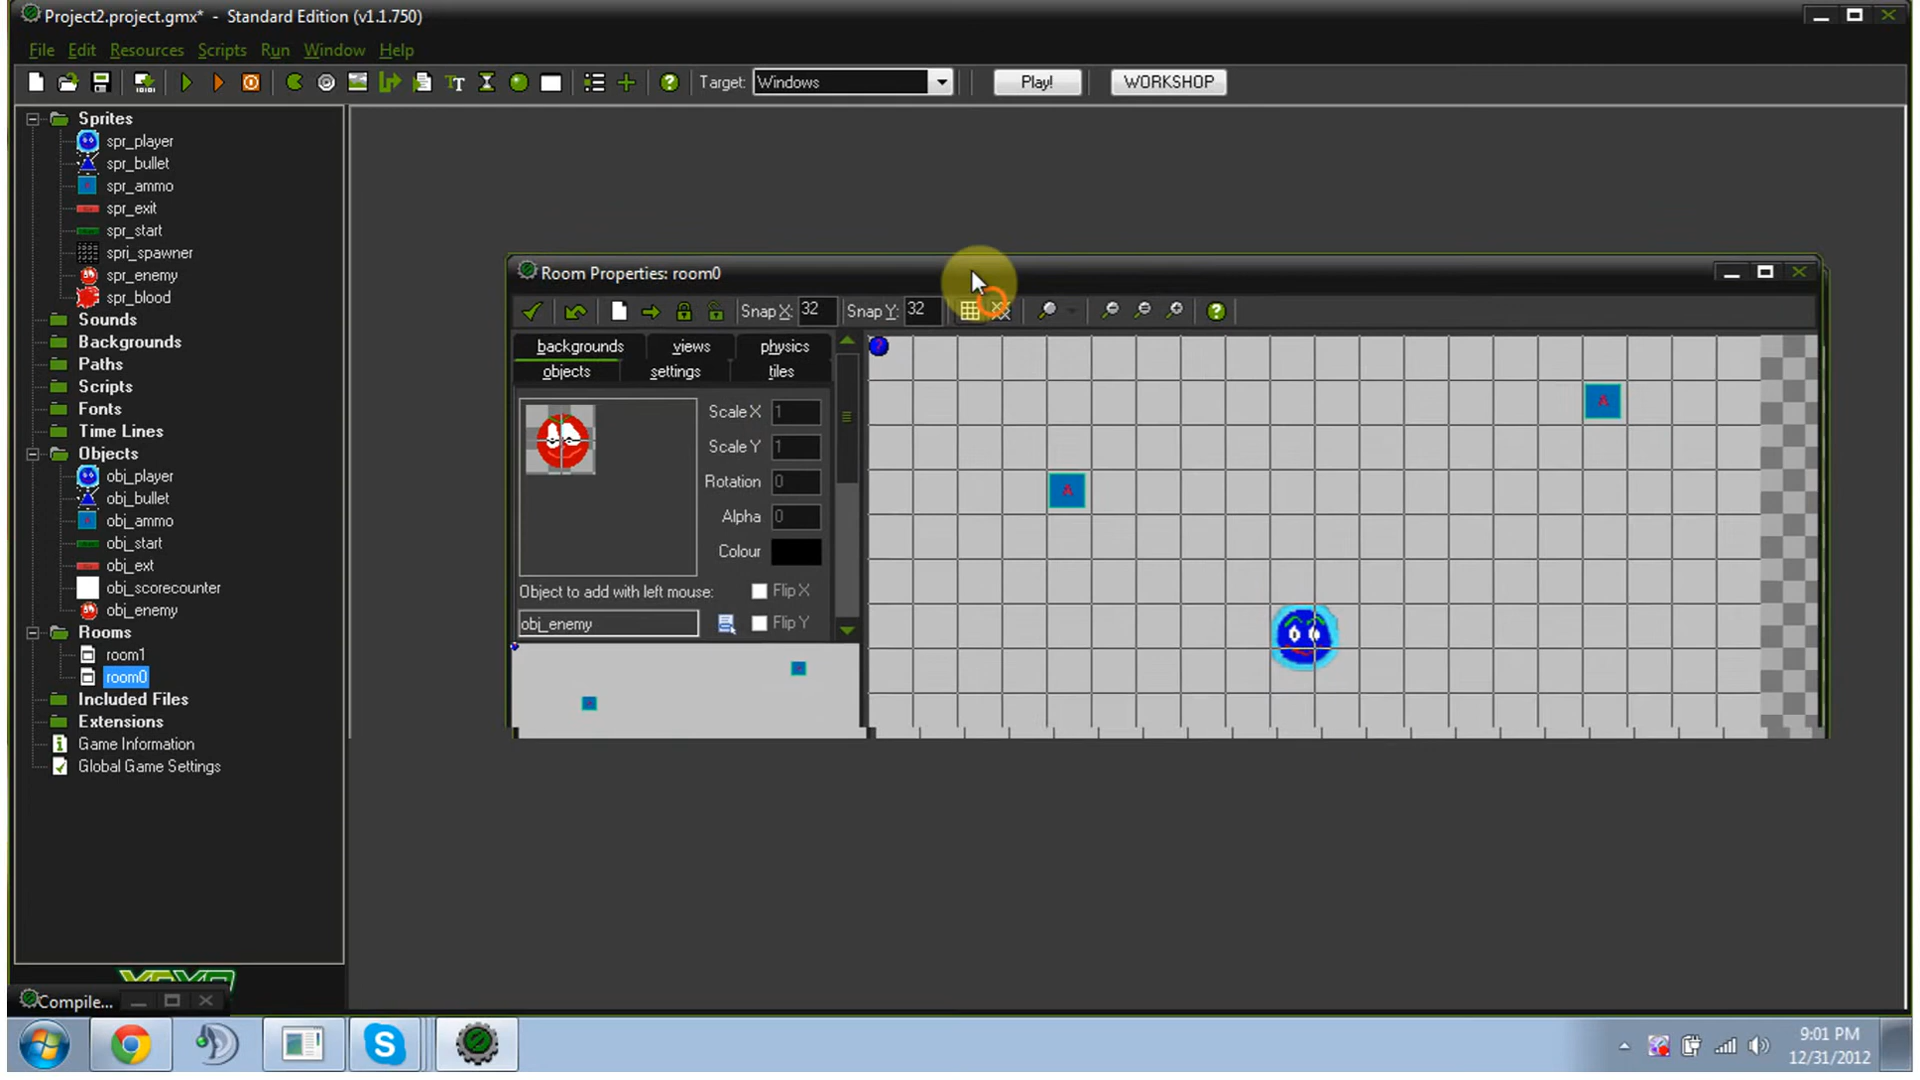 Project2.project.gmx* - Standard Edition (v1.1.750)
File Edit Resources Scripts Run Window Help
Target: Windows Play! WORKSHOP
Sprites
spr_player
spr_bullet
spr_ammo
spr_exit
spr_start
spri_spawner
spr_enemy
spr_blood
Sounds
Backgrounds
Paths
Scripts
Fonts
Time Lines
Objects
obj_player
obj_bullet
obj_ammo
obj_start
obj_ext
obj_scorecounter
obj_enemy
Rooms
room1
room0
Included Files
Extensions
Game Information
Global Game Settings
Room Properties: room0
Snap X: 32 Snap Y: 32
backgrounds views physics
objects settings tiles
Scale X 1
Scale Y 1
Rotation 0
Alpha 0
Colour
Object to add with left mouse:
Flip X
obj_enemy
Flip Y
A
A
Compile...
9:01 PM
12/31/2012